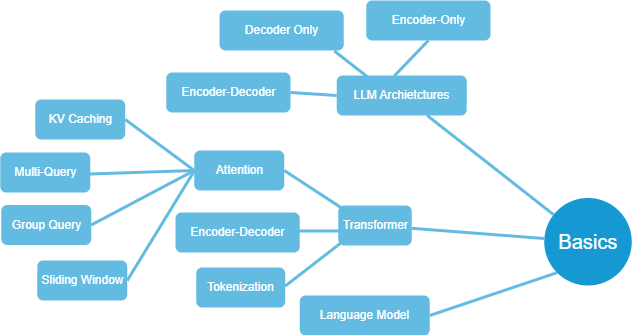 Decoder Only
Encoder-Only
Encoder-Decoder
LLM Archietctures
KV Caching
Multi-Query
Attention
Group Query
Encoder-Decoder
Transformer
Basics
Sliding Window
Tokenization
Language Model